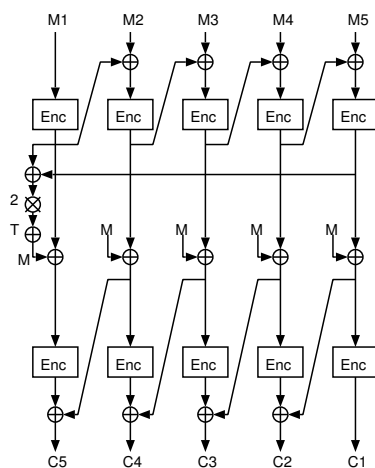 M1 M2 M3 M4 M5
Enc Enc Enc Enc Enc
2
T
M M M M
M
Enc Enc Enc Enc Enc
C5 C4 C3 C2 C1